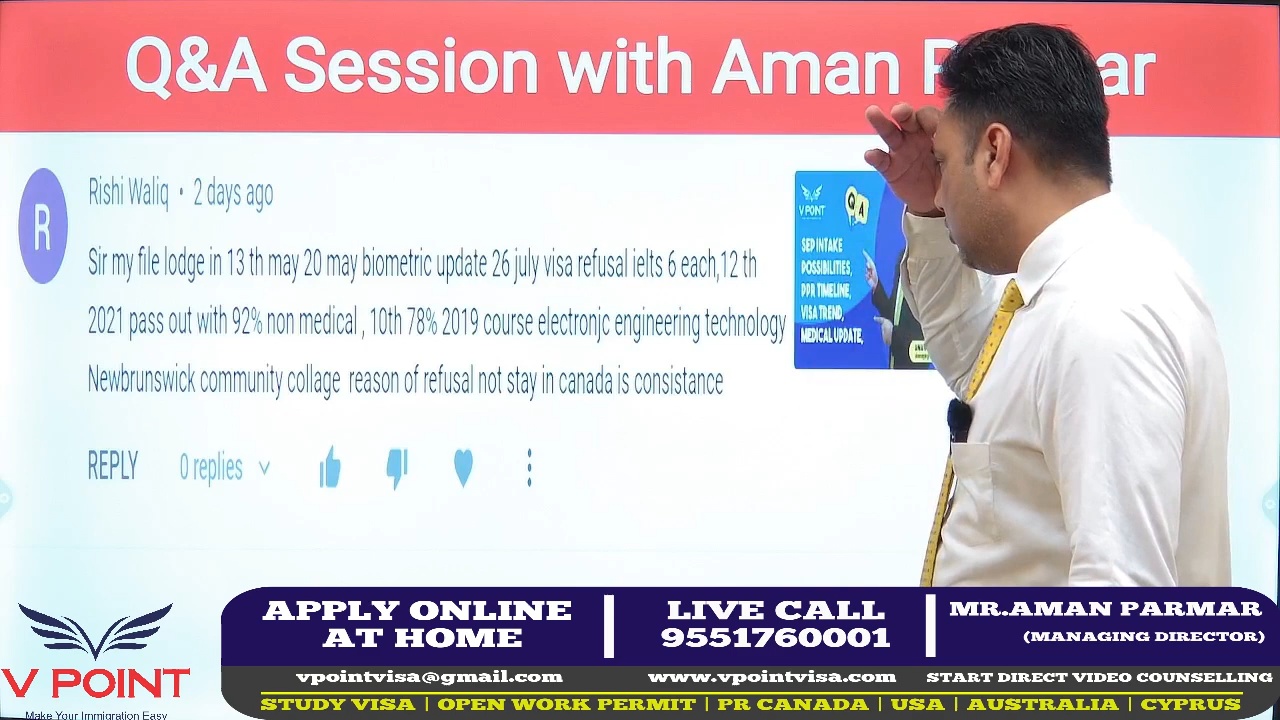 Q&A Session with Aman ar
R
Rishi Waliq • 2 days ago
Sir my file lodge in 13 th may 20 may biometric update 26 july visa refusal ielts 6 each,12 th
2021 pass out with 92% non medical , 10th 78% 2019 course electronjc engineering technology
Newbrunswick community collage reason of refusal not stay in canada is consistance
REPLY 0 replies
V POINT
Q A
SEP INTAKE
POSSIBILITIES,
PPR TIMELINE,
VISA TREND,
MEDICAL UPDATE,
V POINT
Make Your Immigration Easy
APPLY ONLINE
AT HOME
LIVE CALL
9551760001
MR.AMAN PARMAR
(MANAGING DIRECTOR)
vpointvisa@gmail.com www.vpointvisa.com START DIRECT VIDEO COUNSELLING
STUDY VISA | OPEN WORK PERMIT | PR CANADA | USA | AUSTRALIA | CYPRUS